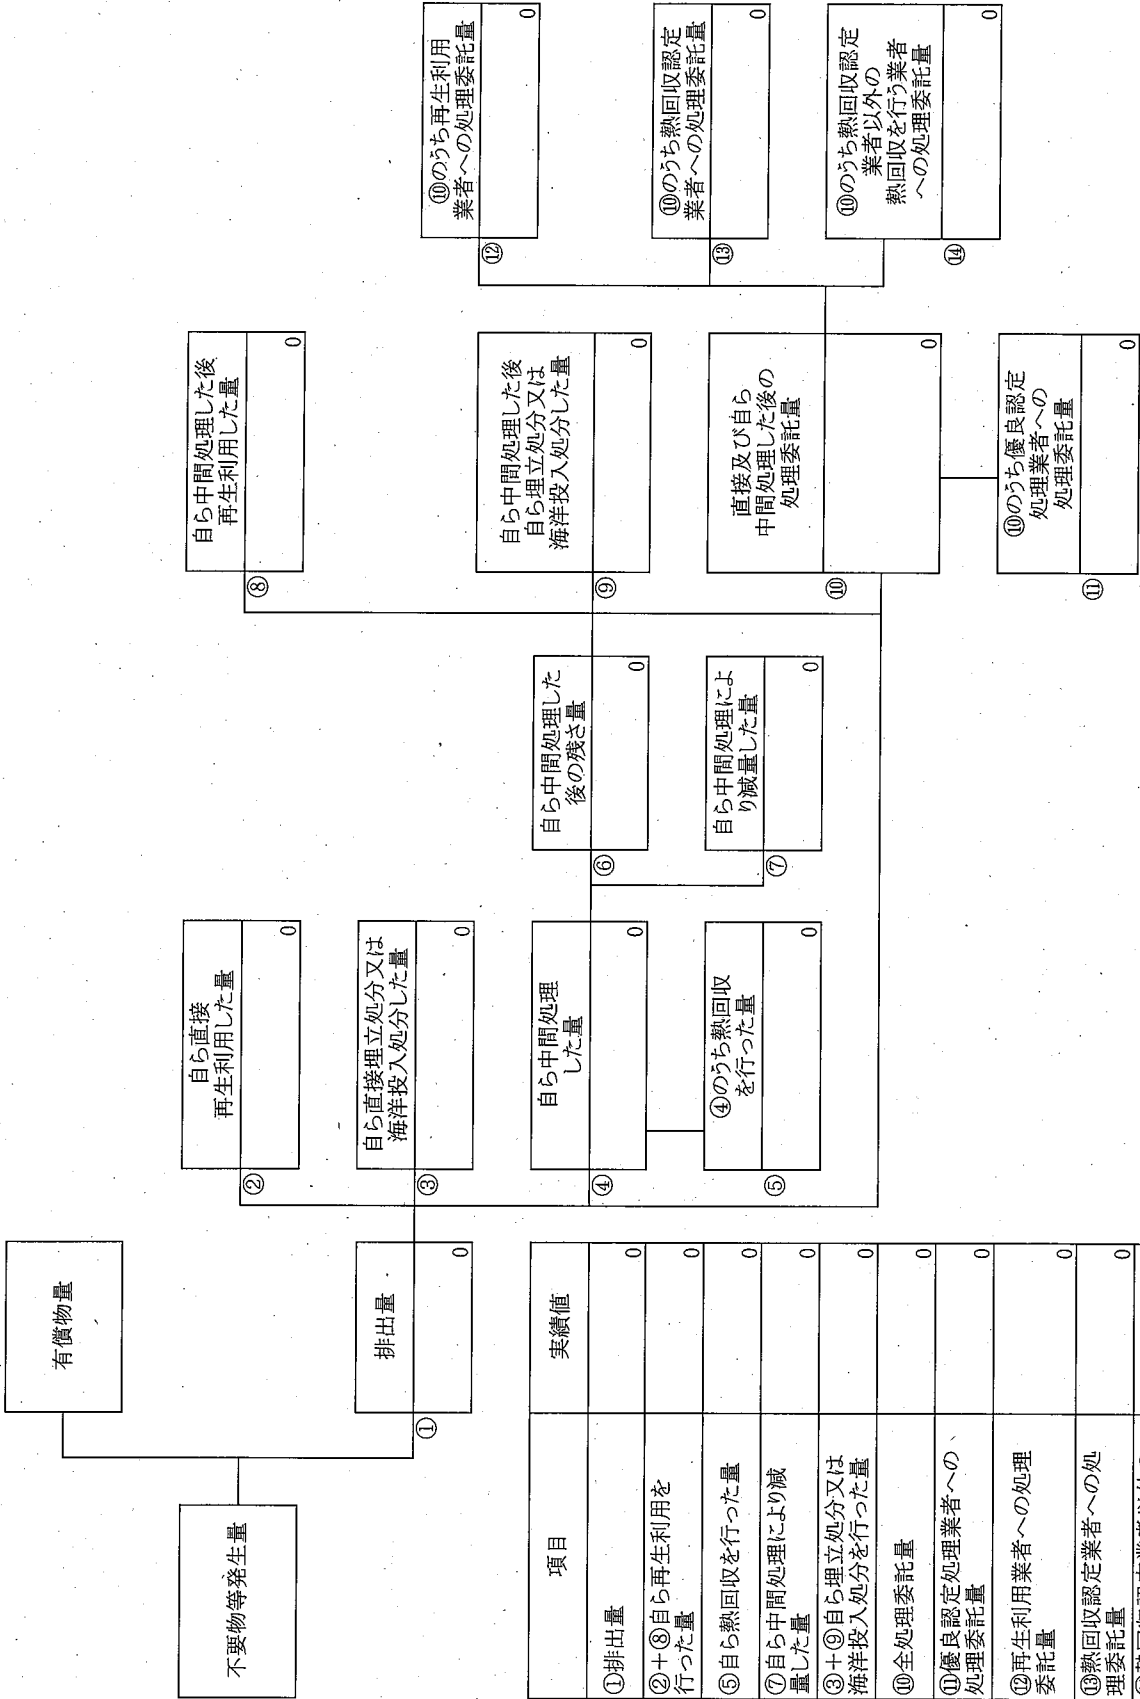 不要物等発生量
有償物量
排出量
①
0
自ら直接
再生利用した量
②
0
自ら直接埋立処分又は
海洋投入処分した量
③
0
自ら中間処理
した量
④
0
④のうち熱回収
を行った量
⑤
0
自ら中間処理した
後の残さ量
⑥
0
自ら中間処理によ
り減量した量
⑦
0
自ら中間処理した後
再生利用した量
⑧
0
自ら中間処理した後
自ら埋立処分又は
海洋投入処分した量
⑨
0
直接及び自ら
中間処理した後の
処理委託量
⑩
0
⑩のうち優良認定
処理業者への
処理委託量
⑪
0
⑩のうち再生利用
業者への処理委託量
⑫
0
⑩のうち熱回収認定
業者への処理委託量
⑬
0
⑩のうち熱回収認定
業者以外の
熱回収を行う業者
への処理委託量
⑭
0
項目
実績値
①排出量
0
②+⑧自ら再生利用を
行った量
0
⑤自ら熱回収を行った量
0
⑦自ら中間処理により減
量した量
0
③+⑨自ら埋立処分又は
海洋投入処分を行った量
0
⑩全処理委託量
0
⑪優良認定処理業者への
処理委託量
0
⑫再生利用業者への処理
委託量
0
⑬熱回収認定業者への処
理委託量
0